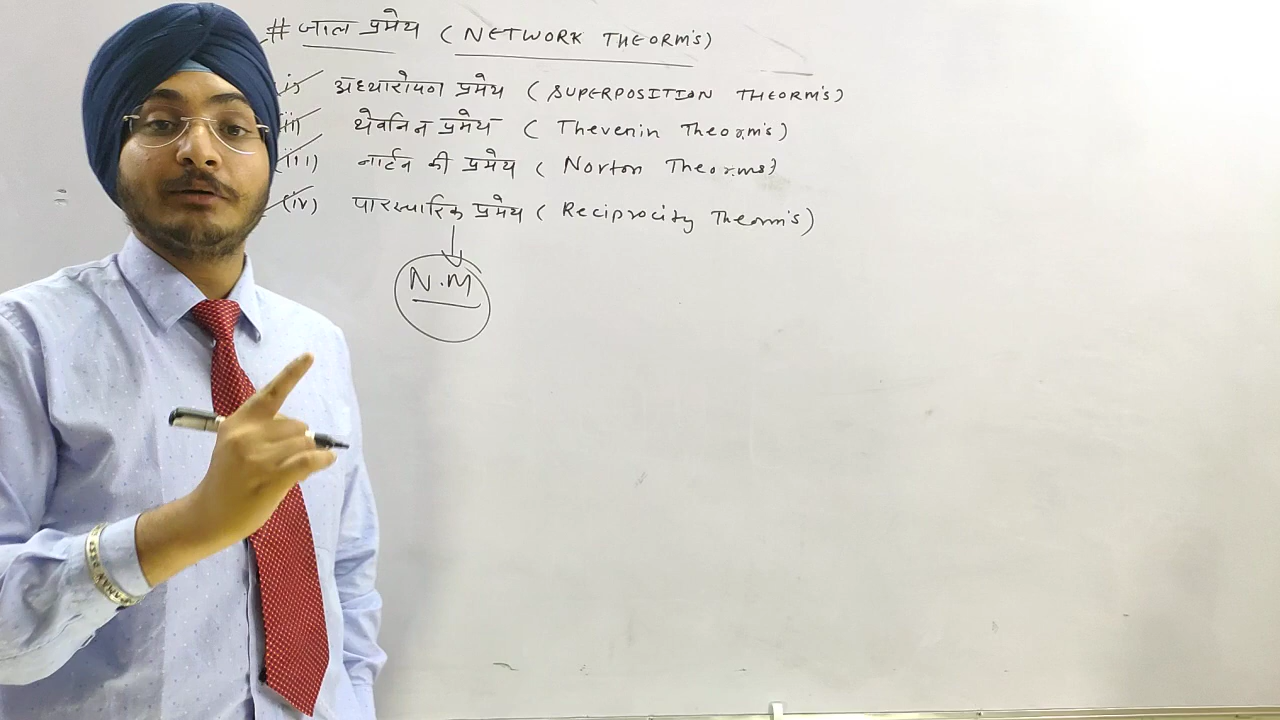 # जाल प्रमेय ( NETWORK THEORM'S)
i) अध्यारोपण प्रमेय ( SUPERPOSITION THEORM'S)
ii) थेवनिन प्रमेय ( Thevenin Theorm's)
(iii) नार्टन की प्रमेय ( Norton Theorms)
(iv) पारस्पारिक प्रमेय ( Reciprocity Theorm's)
N.M